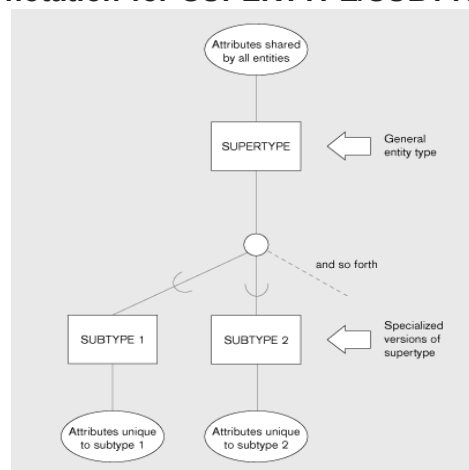 Attributes shared
by all entities
SUPERTYPE
General
entity type
and so forth
SUBTYPE 1
SUBTYPE 2
Specialized
versions of
supertype
Attributes unique
to subtype 1
Attributes unique
to subtype 2